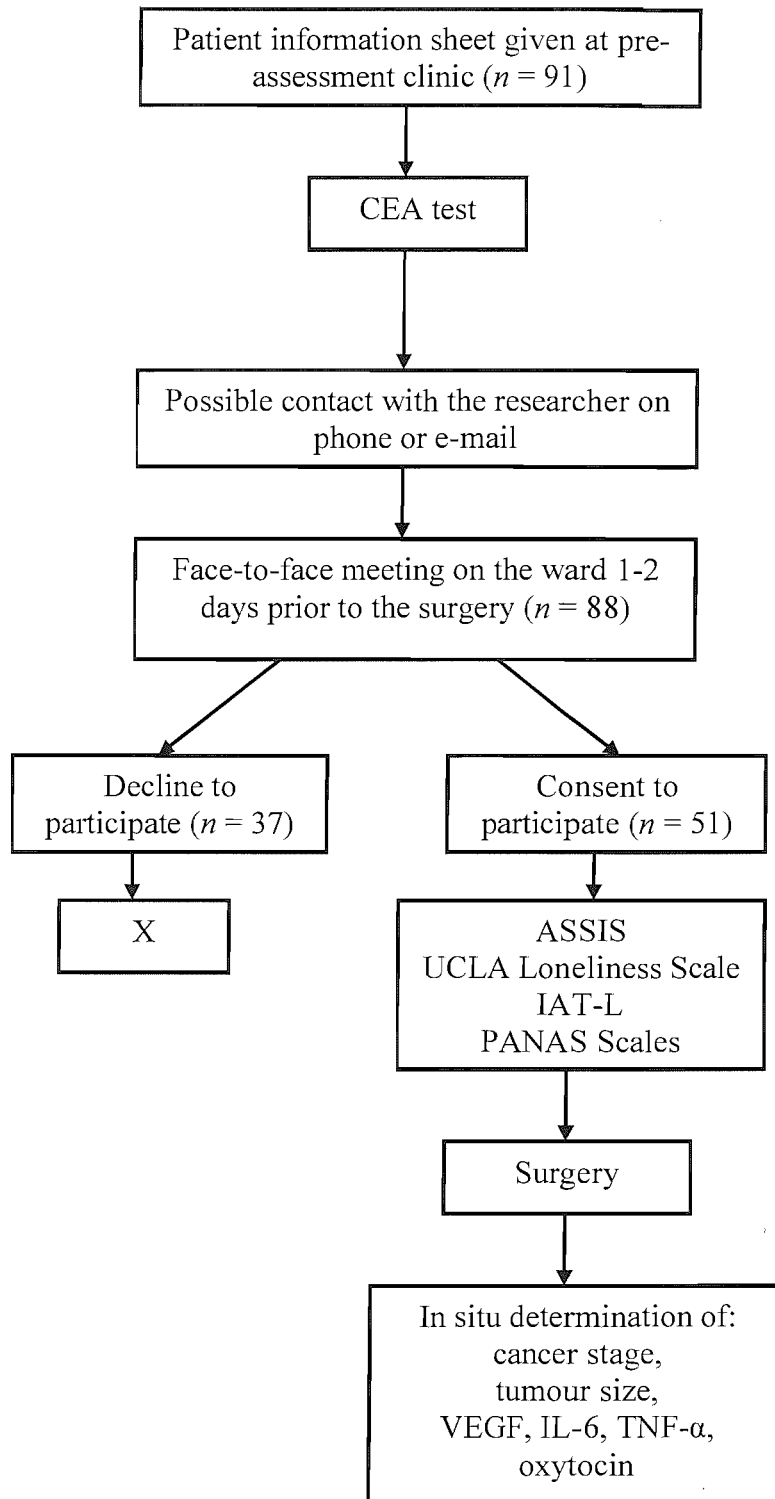 Patient information sheet given at pre-
assessment clinic (n = 91)
CEA test
Possible contact with the researcher on
phone or e-mail
Face-to-face meeting on the ward 1-2
days prior to the surgery (n = 88)
Decline to
participate (n = 37)
Consent to
participate (n = 51)
X
ASSIS
UCLA Loneliness Scale
IAT-L
PANAS Scales
Surgery
In situ determination of:
cancer stage,
tumour size,
VEGF, IL-6, TNF-α,
oxytocin